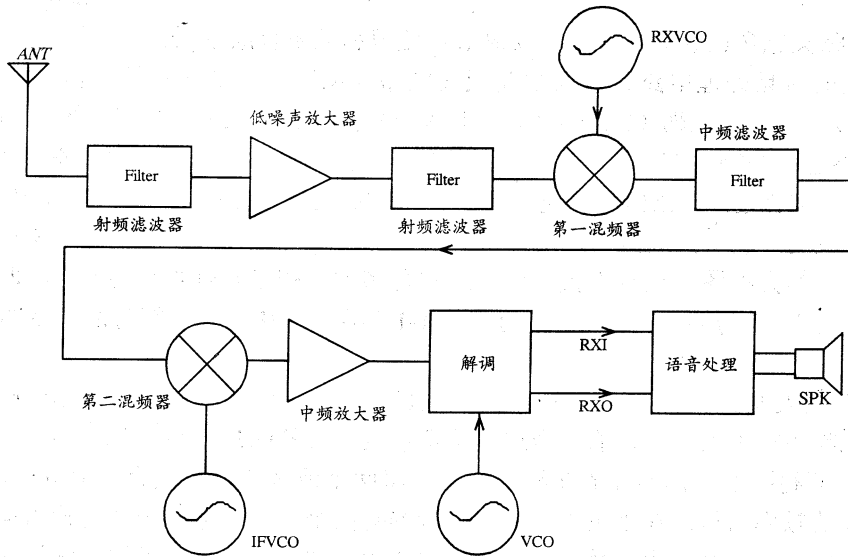 ANT
RXVCO
低噪声放大器
中频滤波器
Filter
Filter
Filter
射频滤波器
射频滤波器
第一混频器
解调
RXI
语音处理
第二混频器
中频放大器
RXO
SPK
IFVCO
VCO